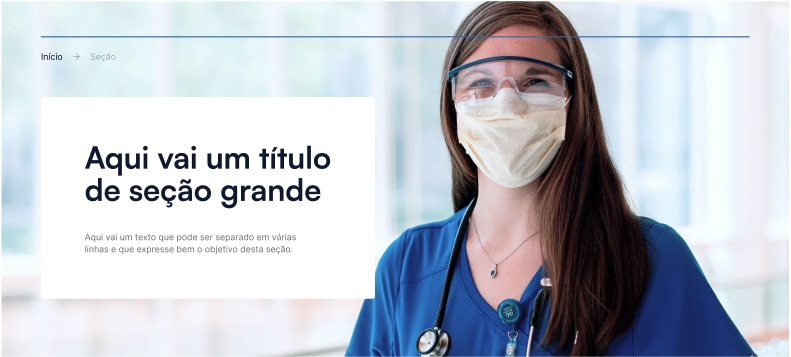 Início → Seção
Aqui vai um título
de seção grande
Aqui vai um texto que pode ser separado em várias
linhas e que expresse bem o objetivo desta seção.